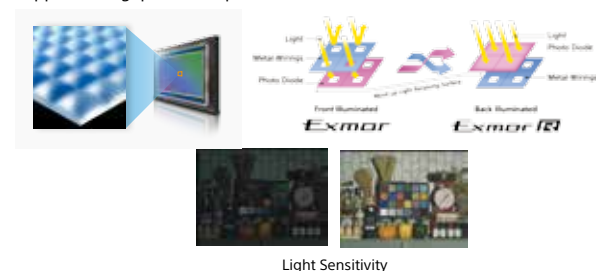 Light
Metal Wirings
Photo Diode
Front Illuminated
Exmor
Light
Photo Diode
Metal Wirings
Back Illuminated
Exmor R
Light Sensitivity